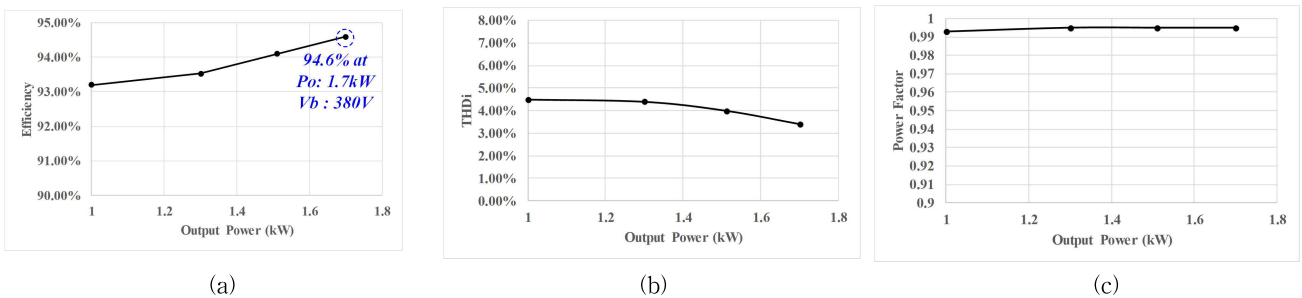 95.00%
94.00%
93.00%
92.00%
91.00%
90.00%
Efficiency
94.6% at
Po: 1.7kW
Vb : 380V
1 1.2 1.4 1.6 1.8
Output Power (kW)
(a)
8.00%
7.00%
6.00%
5.00%
4.00%
3.00%
2.00%
1.00%
0.00%
THDi
1 1.2 1.4 1.6 1.8
Output Power (kW)
(b)
1
0.99
0.98
0.97
0.96
0.95
0.94
0.93
0.92
0.91
0.9
Power Factor
1 1.2 1.4 1.6 1.8
Output Power (kW)
(c)